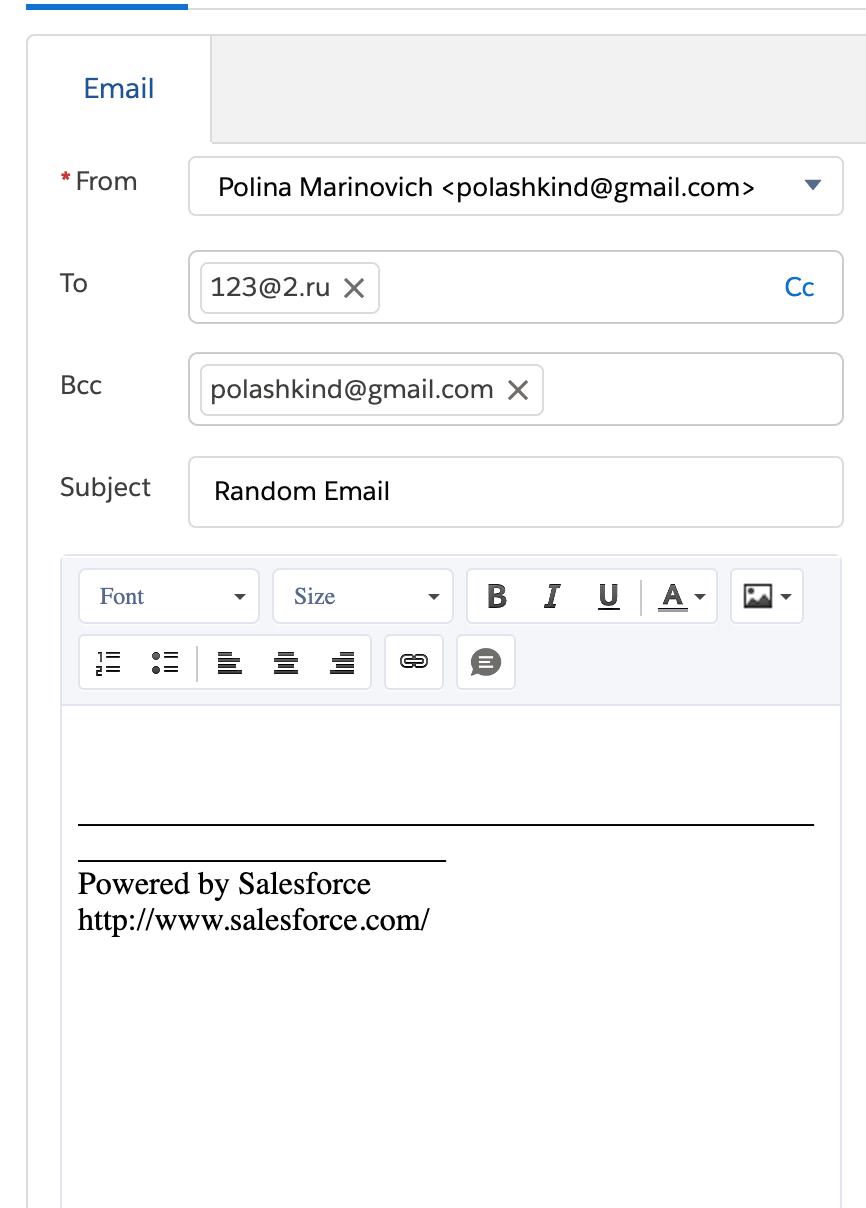 Email
* From Polina Marinovich <polashkind@gmail.com>
To 123@2.ru Cc
Bcc polashkind@gmail.com
Subject Random Email
Font Size B I U A
Powered by Salesforce
http://www.salesforce.com/